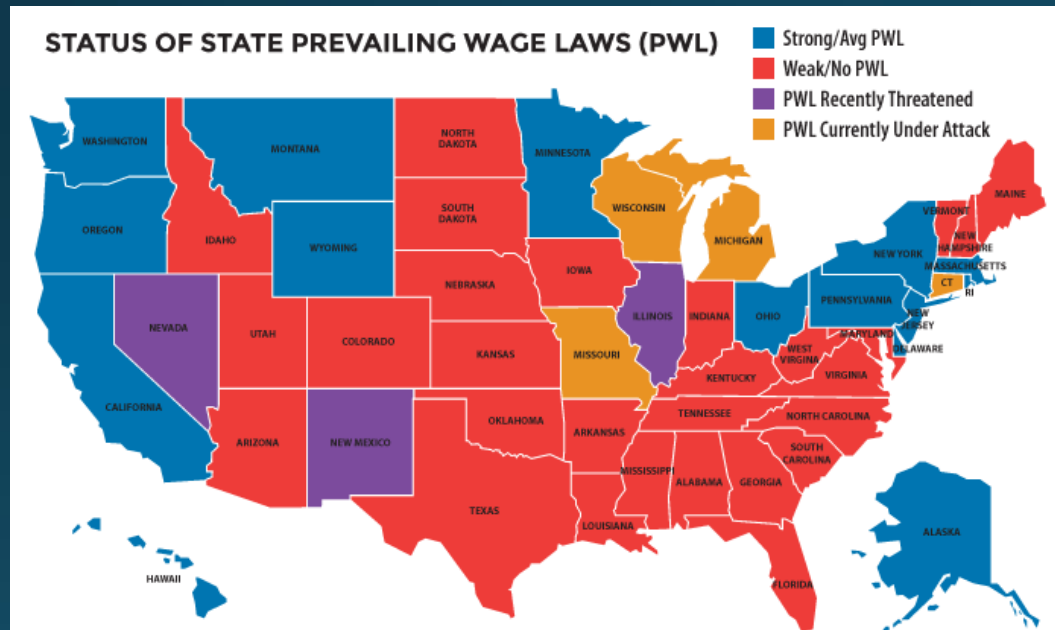 STATUS OF STATE PREVAILING WAGE LAWS (PWL)
Strong/Avg PWL
Weak/No PWL
PWL Recently Threatened
PWL Currently Under Attack
WASHINGTON
MONTANA
NORTH
DAKOTA
MINNESOTA
OREGON
IDAHO
WYOMING
SOUTH
DAKOTA
WISCONSIN
MICHIGAN
VERMONT
MAINE
NEW
HAMPSHIRE
NEW YORK
MASSACHUSETTS
CT
RI
NEVADA
UTAH
COLORADO
NEBRASKA
IOWA
ILLINOIS
INDIANA
OHIO
PENNSYLVANIA
NEW
JERSEY
MARYLAND
DELAWARE
CALIFORNIA
KANSAS
MISSOURI
WEST
VIRGINIA
KENTUCKY
VIRGINIA
ARIZONA
NEW MEXICO
OKLAHOMA
ARKANSAS
TENNESSEE
NORTH CAROLINA
SOUTH
CAROLINA
MISSISSIPPI
ALABAMA
GEORGIA
TEXAS
LOUISIANA
FLORIDA
HAWAII
ALASKA